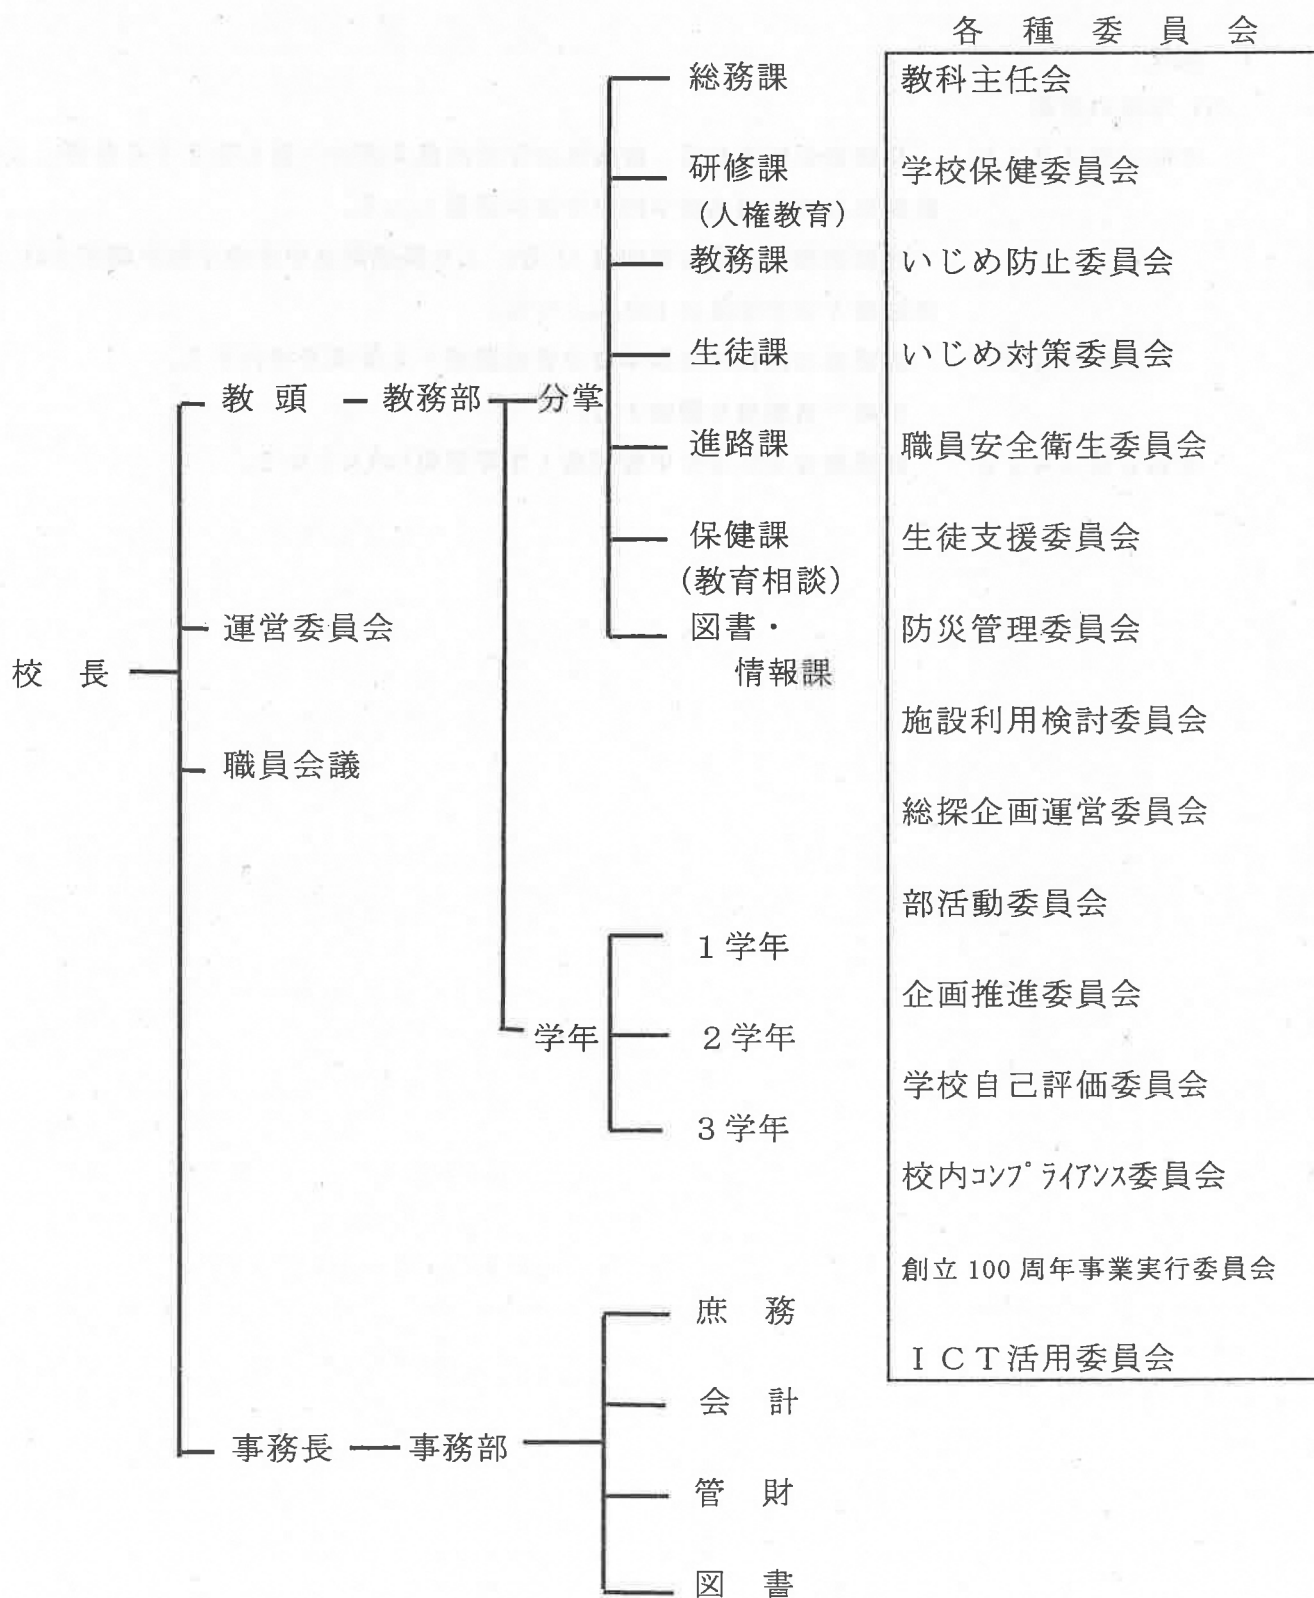 各種委員会
総務課
研修課
(人権教育)
教務課
生徒課
教頭
教務部
分掌
進路課
保健課
(教育相談)
運営委員会
図書・
情報課
校長
職員会議
1学年
学年
2学年
3学年
庶務
会計
事務長
事務部
管財
図書
教科主任会
学校保健委員会
いじめ防止委員会
いじめ対策委員会
職員安全衛生委員会
生徒支援委員会
防災管理委員会
施設利用検討委員会
総探企画運営委員会
部活動委員会
企画推進委員会
学校自己評価委員会
校内ｺﾝﾌﾟﾗｲｱﾝｽ委員会
創立100周年事業実行委員会
ＩＣＴ活用委員会